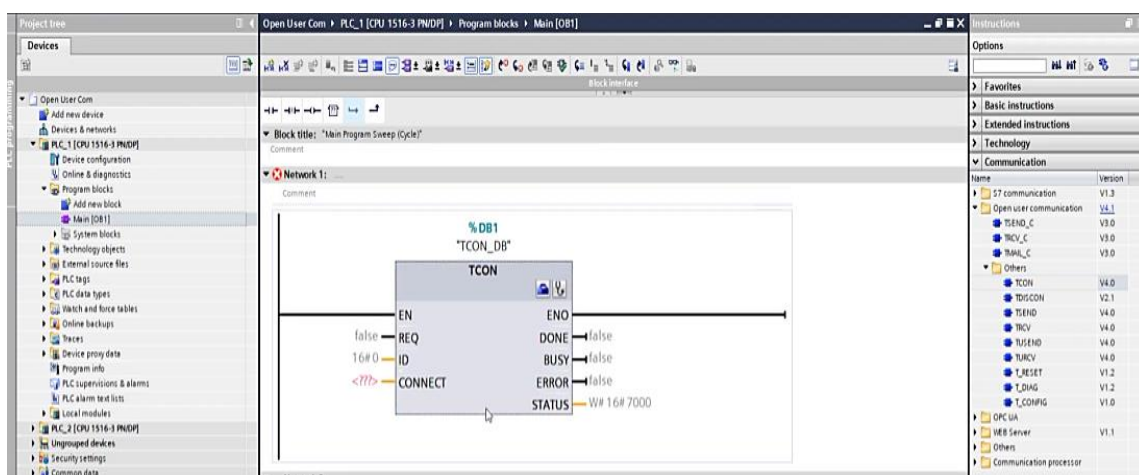 Project tree
Devices
Open User Com
Add new device
Devices & networks
PLC_1 [CPU 1516-3 PN/DP]
Device configuration
Online & diagnostics
Program blocks
Add new block
Main [OB1]
System blocks
Technology objects
External source files
PLC tags
PLC data types
Watch and force tables
Online backups
Traces
Device proxy data
Program info
PLC supervisions & alarms
PLC alarm text lists
Local modules
PLC_2 [CPU 1516-3 PN/DP]
Ungrouped devices
Security settings
Common data
Open User Com PLC_1 [CPU 1516-3 PN/DP] Program blocks Main [OB1]
Block interface
Block title: "Main Program Sweep (Cycle)"
Comment
Network 1: ....
Comment
%DB1
"TCON_DB"
TCON
EN ENO
false REQ DONE false
16#0 ID BUSY false
<???> CONNECT ERROR false
STATUS W#16#7000
Instructions
Options
Favorites
Basic instructions
Extended instructions
Technology
Communication
Name Version
S7 communication V1.3
Open user communication V4.1
TSEND_C V3.0
TRCV_C V3.0
TMAIL_C V3.0
Others
TCON V4.0
TDISCON V2.1
TSEND V4.0
TRCV V4.0
TUSEND V4.0
TURCV V4.0
T_RESET V1.2
T_DIAG V1.2
T_CONFIG V1.0
OPC UA
WEB Server V1.1
Others
Communication processor